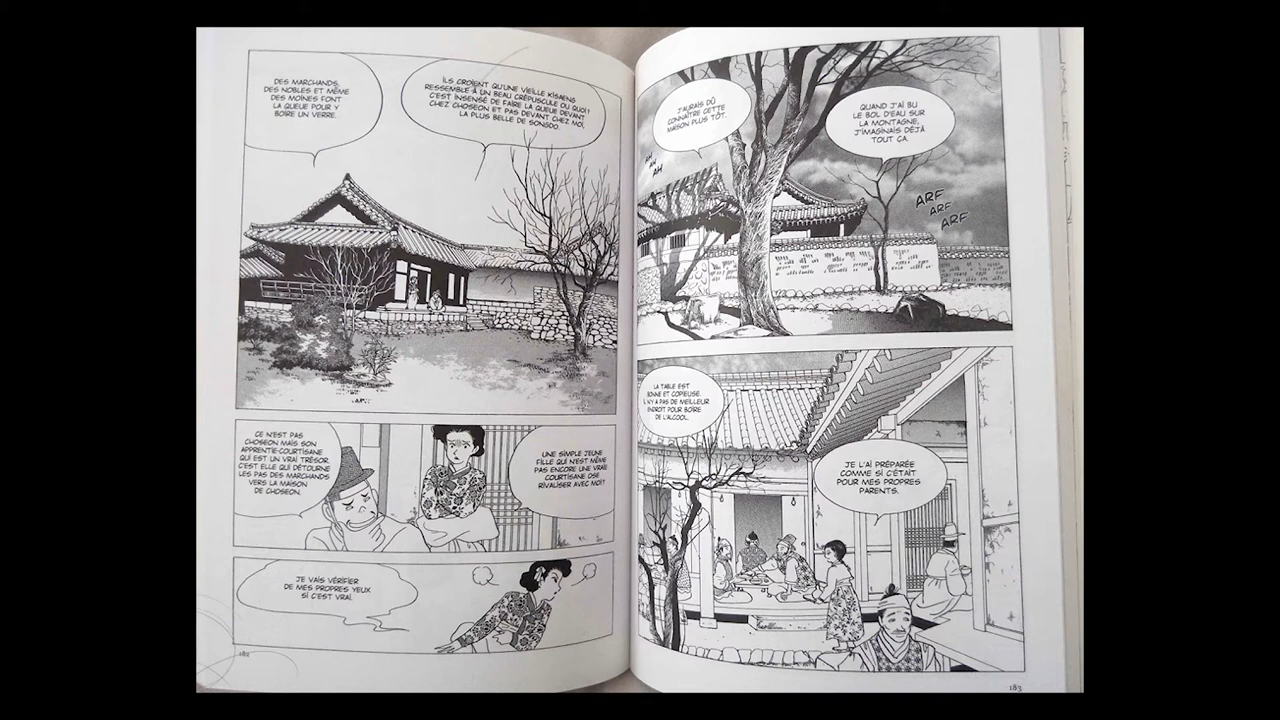 DES MARCHANDS,
DES NOBLES ET MÊME
DES MOINES FONT
LA QUEUE POUR Y
BOIRE UN VERRE.
ILS CROIENT QU'UNE VIEILLE KISAENG
RESSEMBLE À UN BEAU CRÉPUSCULE OU QUOI ?
C'EST INSENSÉ DE FAIRE LA QUEUE DEVANT
CHEZ CHOSEON ET PAS DEVANT CHEZ MOI,
LA PLUS BELLE DE SONGDO.
CE N'EST PAS
CHOSEON MAIS SON
APPRENTIE-COURTISANE
QUI EST UN VRAI TRÉSOR.
C'EST ELLE QUI DÉTOURNE
LES PAS DES MARCHANDS
VERS LA MAISON
DE CHOSEON.
UNE SIMPLE JEUNE
FILLE QUI N'EST MÊME
PAS ENCORE UNE VRAIE
COURTISANE OSE
RIVALISER AVEC MOI ?
JE VAIS VÉRIFIER
DE MES PROPRES YEUX
SI C'EST VRAI.
182
J'AURAIS DÛ
CONNAÎTRE CETTE
MAISON PLUS TÔT.
QUAND J'AI BU
LE BOL D'EAU SUR
LA MONTAGNE,
J'IMAGINAIS DÉJÀ
TOUT ÇA.
AH
AH
AH
ARF
ARF
ARF
LA TABLE EST
BONNE ET COPIEUSE.
IL N'Y A PAS DE MEILLEUR
ENDROIT POUR BOIRE
DE L'ALCOOL.
JE L'AI PRÉPARÉE
COMME SI C'ÉTAIT
POUR MES PROPRES
PARENTS.
183